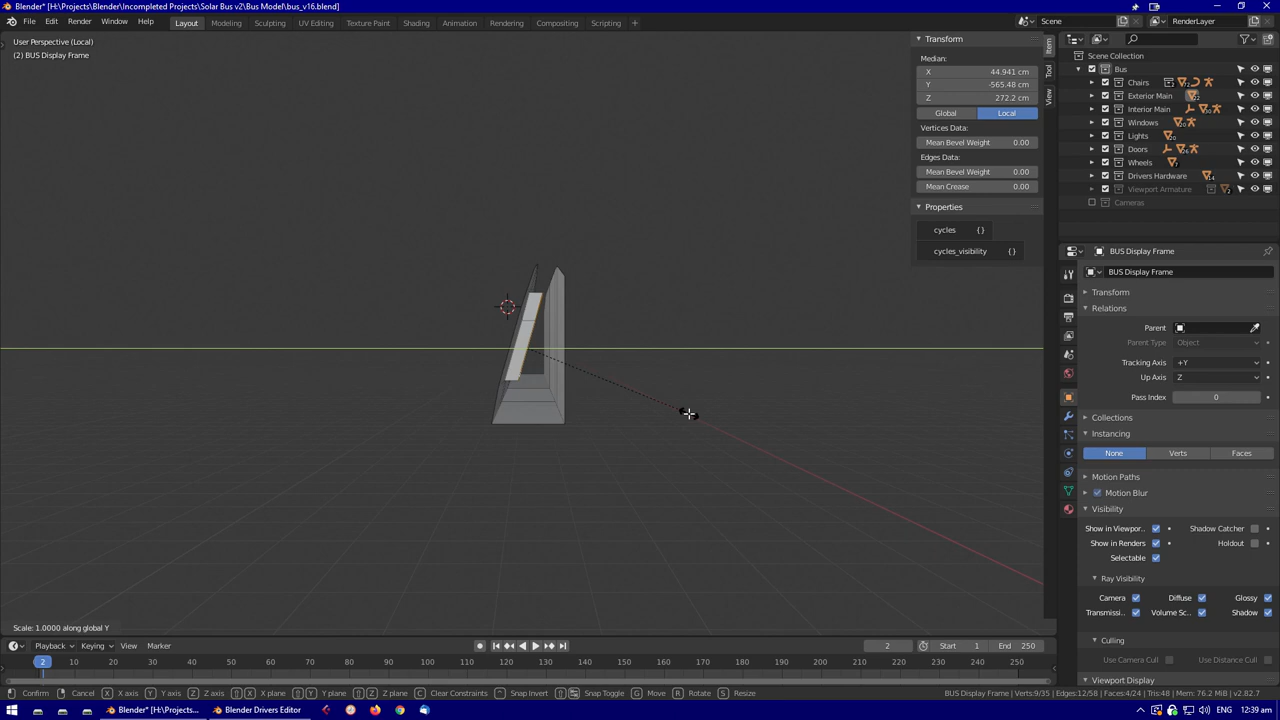 Blender* [H:\Projects\Blender\Incompleted Projects\Solar Bus v2\Bus Model\bus_v16.blend]
File Edit Render Window Help Layout Modeling Sculpting UV Editing Texture Paint Shading Animation Rendering Compositing Scripting + Scene RenderLayer
User Perspective (Local)
(2) BUS Display Frame
Transform
Median:
X 44.941 cm
Y -565.48 cm
Z 272.2 cm
Global Local
Vertices Data:
Mean Bevel Weight 0.00
Edges Data:
Mean Bevel Weight 0.00
Mean Crease 0.00
Properties
cycles {}
cycles_visibility {}
Item
Tool
View
Scene Collection
Bus
Chairs
Exterior Main
Interior Main
Windows
Lights
Doors
Wheels
Drivers Hardware
Viewport Armature
Cameras
BUS Display Frame
BUS Display Frame
Transform
Relations
Parent
Parent Type Object
Tracking Axis +Y
Up Axis Z
Pass Index 0
Collections
Instancing
None Verts Faces
Motion Paths
Motion Blur
Visibility
Show in Viewpor.. Shadow Catcher
Show in Renders Holdout
Selectable
Ray Visibility
Camera Diffuse Glossy
Transmissi.. Volume Sc.. Shadow
Culling
Use Camera Cull Use Distance Cull
Viewport Display
Scale: 1.0000 along global Y
Playback Keying View Marker 2 Start 1 End 250
2 10 20 30 40 50 60 70 80 90 100 110 120 130 140 150 160 170 180 190 200 210 220 230 240 250
Confirm Cancel X X axis Y Y axis Z Z axis X X plane Y Y plane Z Z plane C Clear Constraints Snap Invert Snap Toggle G Move R Rotate S Resize BUS Display Frame | Verts:9/35 | Edges:12/58 | Faces:4/24 | Tris:48 | Mem: 76.2 MiB | v2.82.7
Blender* [H:\Projects... Blender Drivers Editor 12:39 am